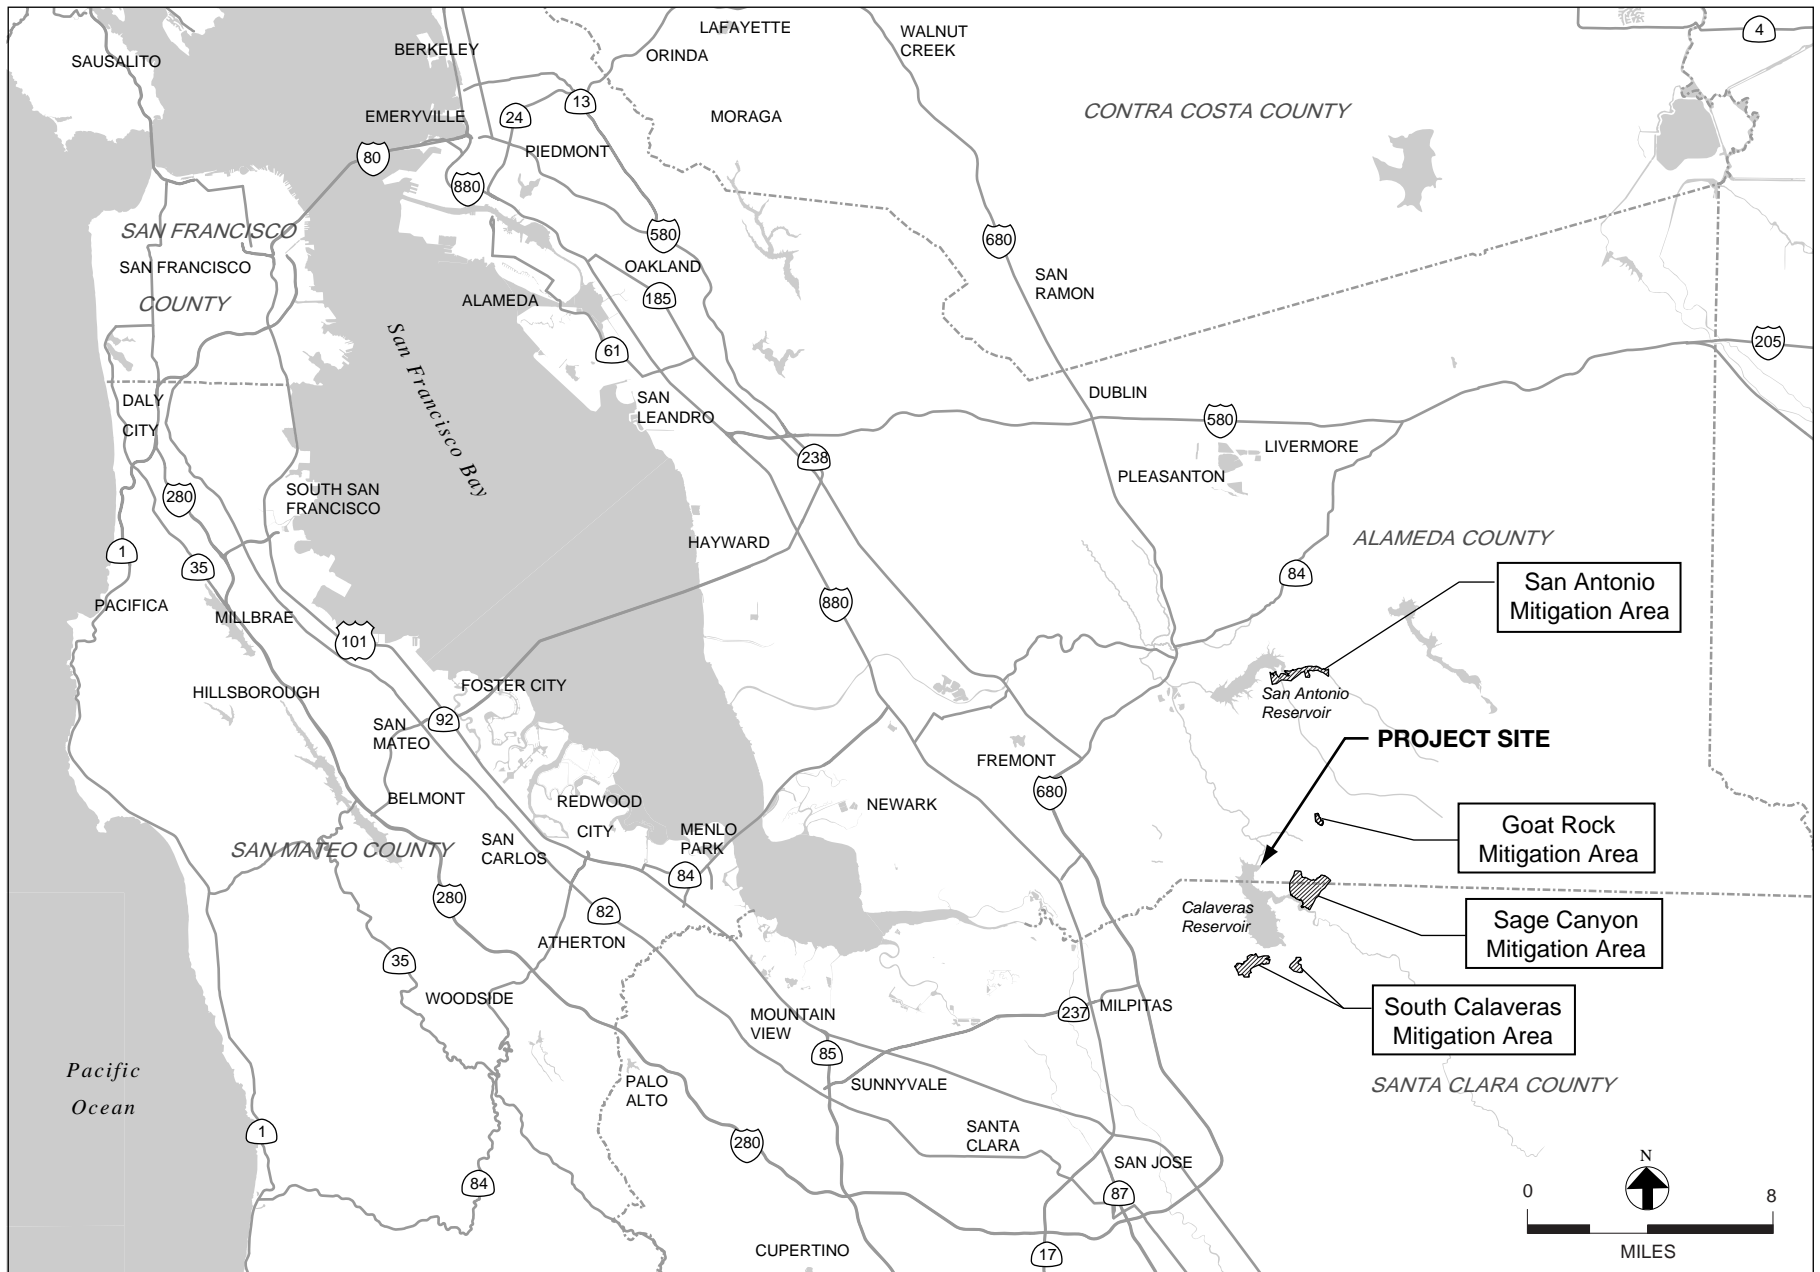 SAUSALITO
BERKELEY
LAFAYETTE
ORINDA
WALNUT
CREEK
4
EMERYVILLE
24
13
MORAGA
CONTRA COSTA COUNTY
80
PIEDMONT
880
SAN FRANCISCO
SAN FRANCISCO
COUNTY
580
OAKLAND
680
SAN
RAMON
ALAMEDA
185
San Francisco Bay
61
205
DALY
CITY
SAN
LEANDRO
DUBLIN
580
LIVERMORE
238
PLEASANTON
280
SOUTH SAN
FRANCISCO
1
35
HAYWARD
ALAMEDA COUNTY
84
San Antonio
Mitigation Area
PACIFICA
MILLBRAE
880
101
HILLSBOROUGH
FOSTER CITY
San Antonio
Reservoir
SAN
MATEO
92
PROJECT SITE
FREMONT
680
BELMONT
REDWOOD
CITY
NEWARK
SAN MATEO COUNTY
SAN
CARLOS
MENLO
PARK
Goat Rock
Mitigation Area
84
280
82
Calaveras
Reservoir
Sage Canyon
Mitigation Area
ATHERTON
35
WOODSIDE
MOUNTAIN
VIEW
237
MILPITAS
South Calaveras
Mitigation Area
85
Pacific
Ocean
PALO
ALTO
SUNNYVALE
SANTA CLARA COUNTY
1
280
SANTA
CLARA
SAN JOSE
84
87
N
0
8
MILES
CUPERTINO
17